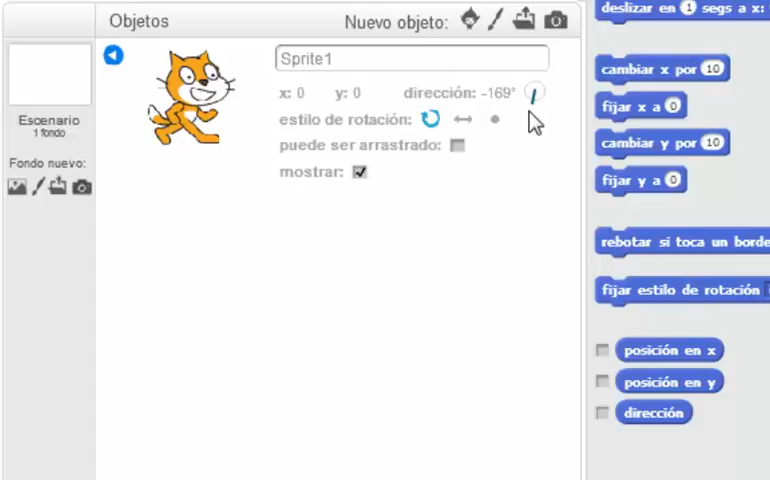 Objetos
Nuevo objeto:
Sprite1
x: 0 y: 0 dirección: -169°
estilo de rotación:
puede ser arrastrado:
mostrar:
Escenario
1 fondo
Fondo nuevo:
deslizar en 1 segs a x:
cambiar x por 10
fijar x a 0
cambiar y por 10
fijar y a 0
rebotar si toca un borde
fijar estilo de rotación
posición en x
posición en y
dirección